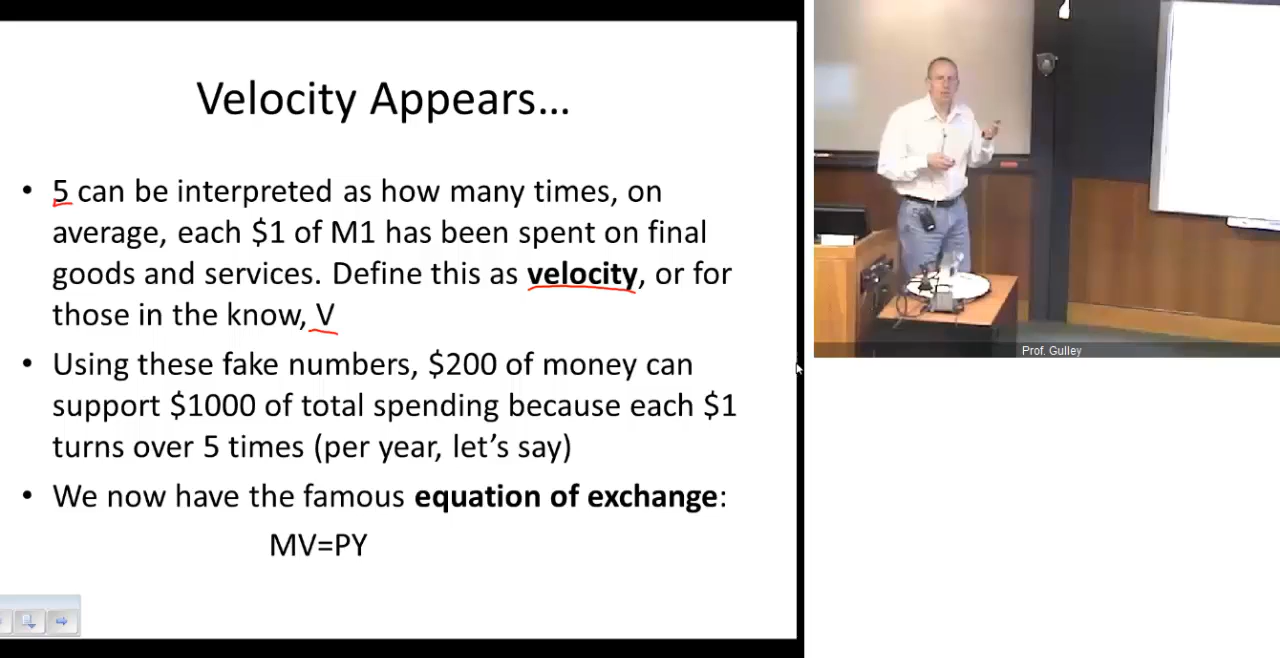 Velocity Appears…
• 5 can be interpreted as how many times, on
average, each $1 of M1 has been spent on final
goods and services. Define this as velocity, or for
those in the know, V
• Using these fake numbers, $200 of money can
support $1000 of total spending because each $1
turns over 5 times (per year, let’s say)
• We now have the famous equation of exchange:
MV=PY
Prof. Gulley